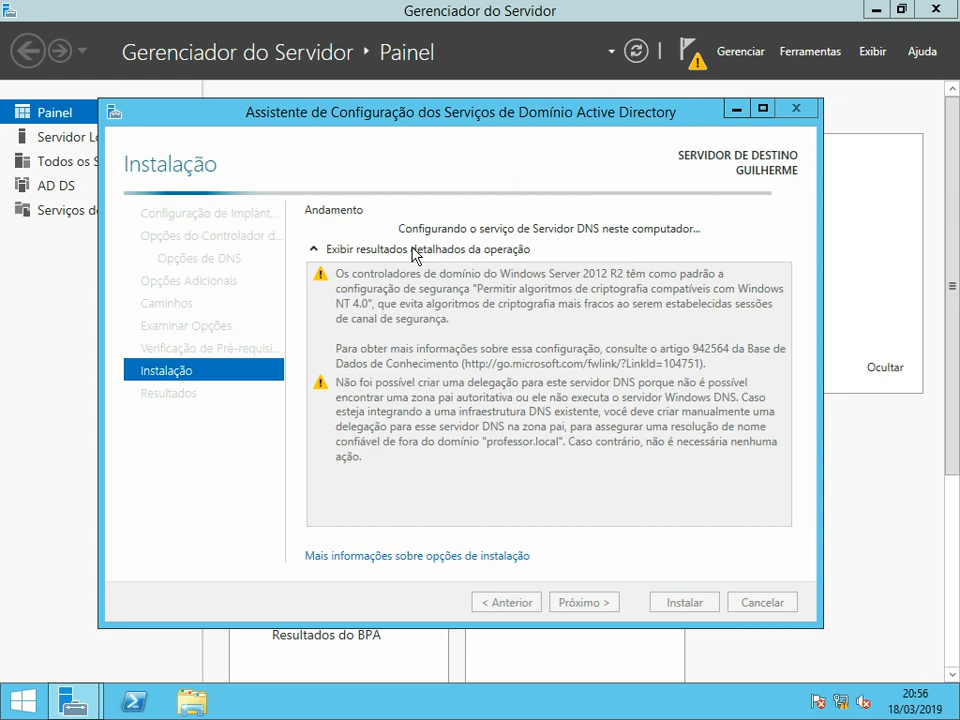 Gerenciador do Servidor
Gerenciador do Servidor ‣ Painel
Gerenciar
Ferramentas
Exibir
Ajuda
Painel
Servidor Lo
Todos os S
AD DS
Serviços de
Assistente de Configuração dos Serviços de Domínio Active Directory
Instalação
SERVIDOR DE DESTINO
GUILHERME
Configuração de Implant...
Opções do Controlador d...
Opções de DNS
Opções Adicionais
Caminhos
Examinar Opções
Verificação de Pré-requisi...
Instalação
Resultados
Andamento
Configurando o serviço de Servidor DNS neste computador...
Exibir resultados detalhados da operação
Os controladores de domínio do Windows Server 2012 R2 têm como padrão a
configuração de segurança "Permitir algoritmos de criptografia compatíveis com Windows
NT 4.0", que evita algoritmos de criptografia mais fracos ao serem estabelecidas sessões
de canal de segurança.
Para obter mais informações sobre essa configuração, consulte o artigo 942564 da Base de
Dados de Conhecimento (http://go.microsoft.com/fwlink/?LinkId=104751).
Não foi possível criar uma delegação para este servidor DNS porque não é possível
encontrar uma zona pai autoritativa ou ele não executa o servidor Windows DNS. Caso
esteja integrando a uma infraestrutura DNS existente, você deve criar manualmente uma
delegação para esse servidor DNS na zona pai, para assegurar uma resolução de nome
confiável de fora do domínio "professor.local". Caso contrário, não é necessária nenhuma
ação.
Mais informações sobre opções de instalação
< Anterior
Próximo >
Instalar
Cancelar
Ocultar
Resultados do BPA
20:56
18/03/2019